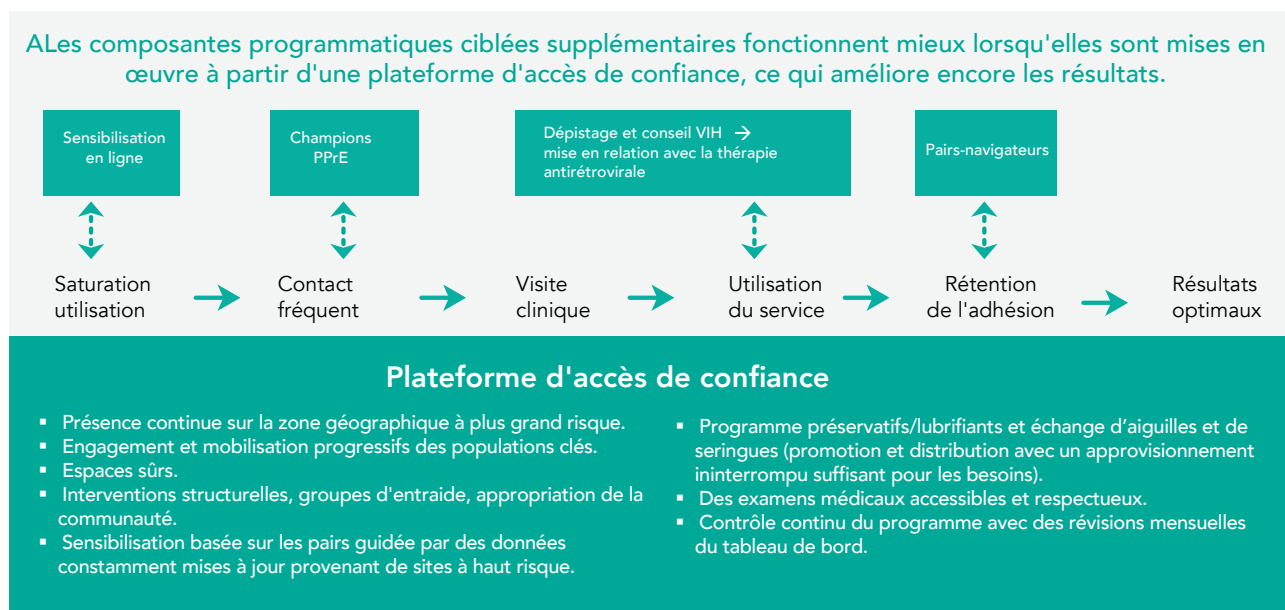 ALes composantes programmatiques ciblées supplémentaires fonctionnent mieux lorsqu'elles sont mises en
œuvre à partir d'une plateforme d'accès de confiance, ce qui améliore encore les résultats.
Sensibilisation
en ligne
Champions
PPrE
Dépistage et conseil VIH →
mise en relation avec la thérapie
antirétrovirale
Pairs-navigateurs
Saturation
utilisation
Contact
fréquent
Visite
clinique
Utilisation
du service
Rétention
de l'adhésion
Résultats
optimaux
Plateforme d'accès de confiance
▪ Présence continue sur la zone géographique à plus grand risque.
▪ Engagement et mobilisation progressifs des populations clés.
▪ Espaces sûrs.
▪ Interventions structurelles, groupes d'entraide, appropriation de la
communauté.
▪ Sensibilisation basée sur les pairs guidée par des données
constamment mises à jour provenant de sites à haut risque.
▪ Programme préservatifs/lubrifiants et échange d’aiguilles et de
seringues (promotion et distribution avec un approvisionnement
ininterrompu suffisant pour les besoins).
▪ Des examens médicaux accessibles et respectueux.
▪ Contrôle continu du programme avec des révisions mensuelles
du tableau de bord.